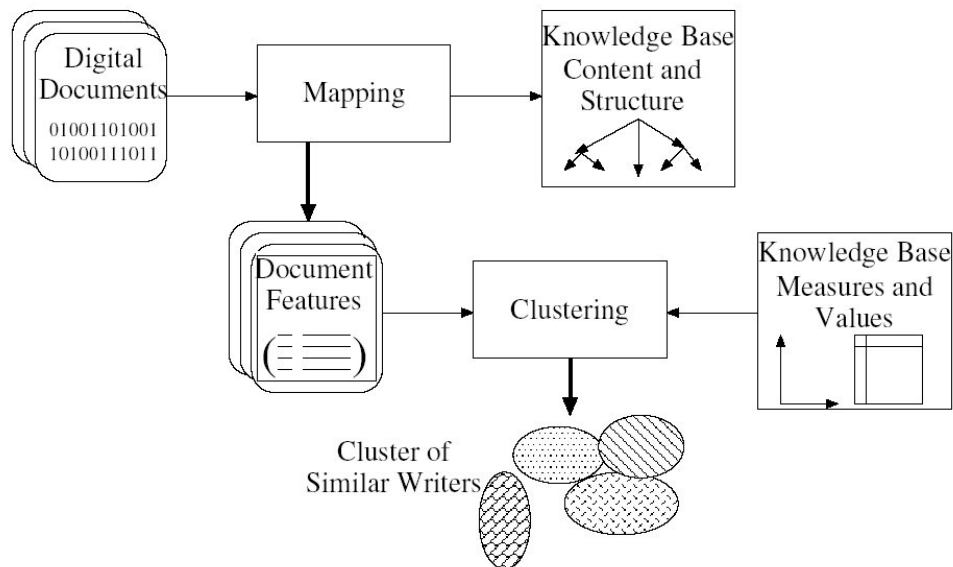 Digital
Documents
01001101001
10100111011
Mapping
Knowledge Base
Content and
Structure
Document
Features
Clustering
Knowledge Base
Measures and
Values
Cluster of
Similar Writers